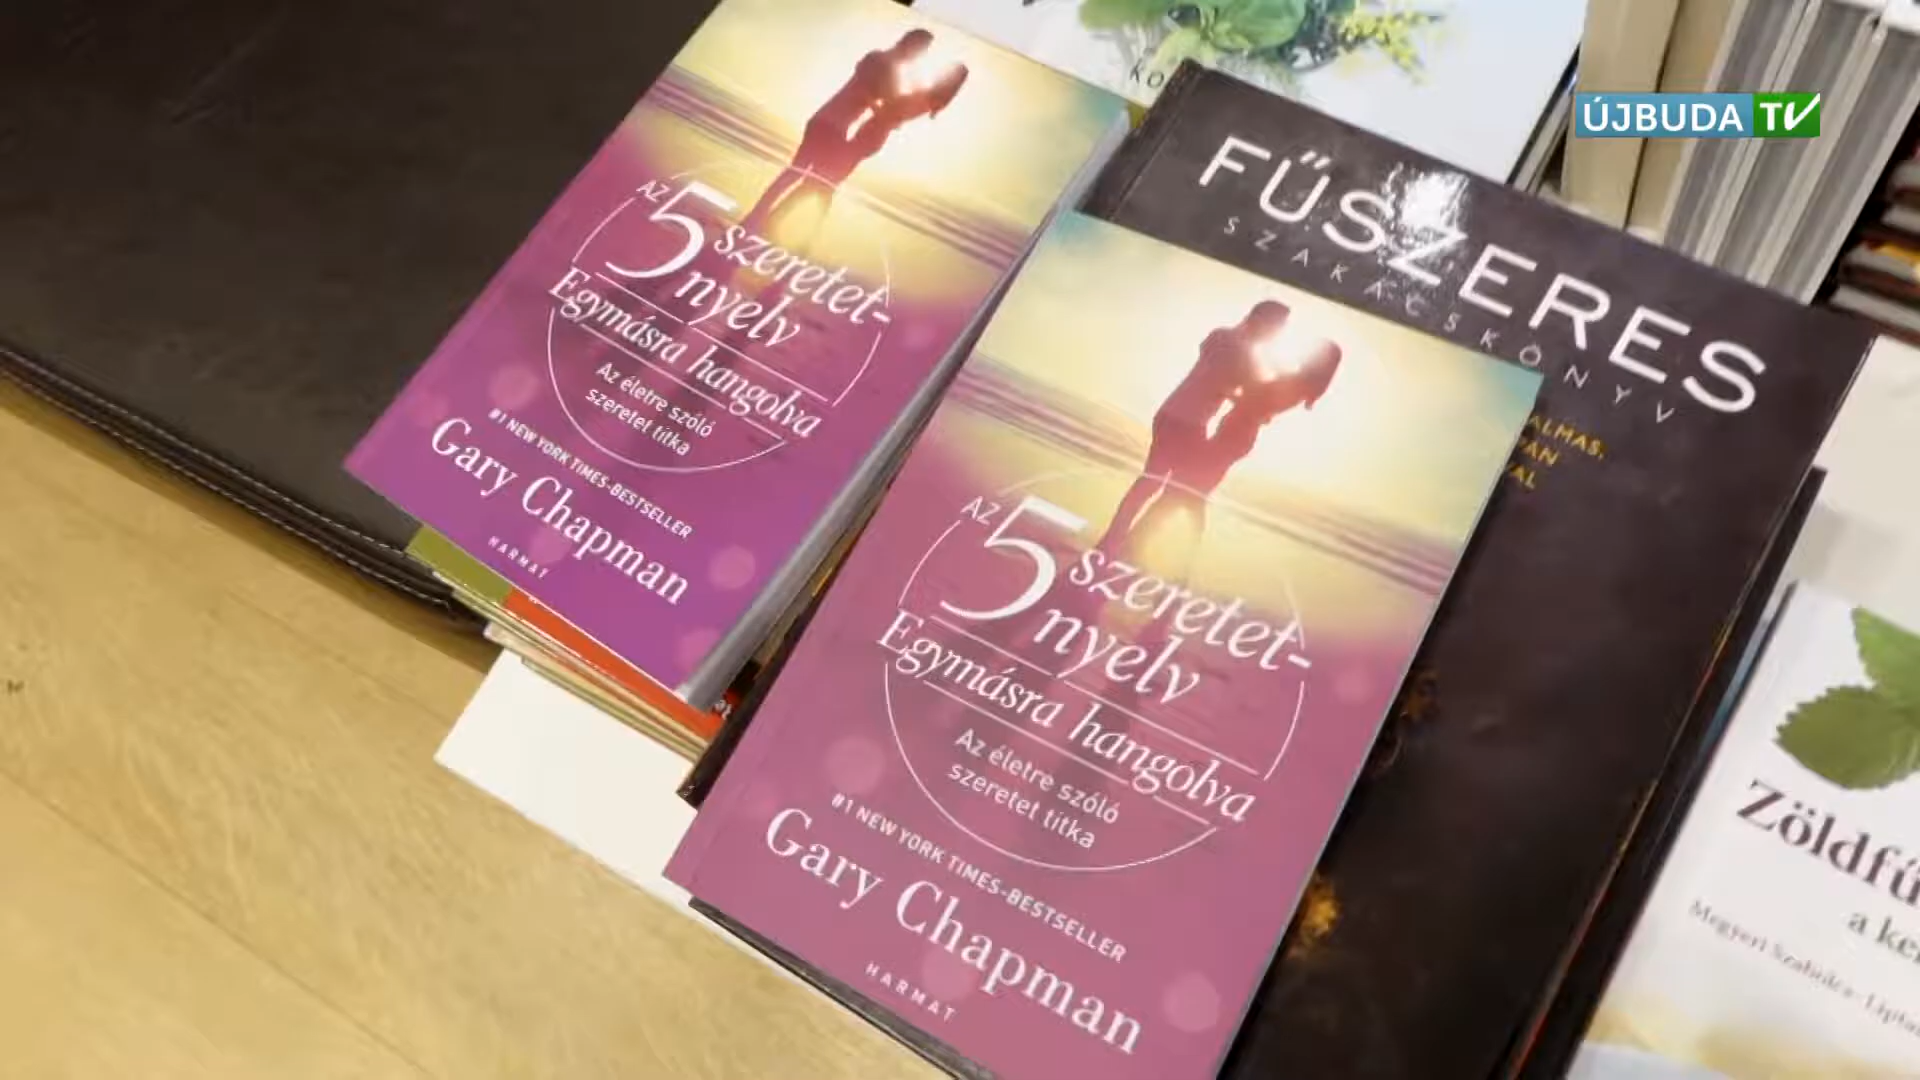 ÚJBUDA TV
AZ
5 szeretet-
nyelv
Egymásra hangolva
Az életre szóló
szeretet titka
#1 NEW YORK TIMES-BESTSELLER
Gary Chapman
HARMAT
FŰSZERES
SZAKÁCSKÖNYV
AZ
5 szeretet-
nyelv
Egymásra hangolva
Az életre szóló
szeretet titka
#1 NEW YORK TIMES-BESTSELLER
Gary Chapman
HARMAT
Zöldfű
a ke